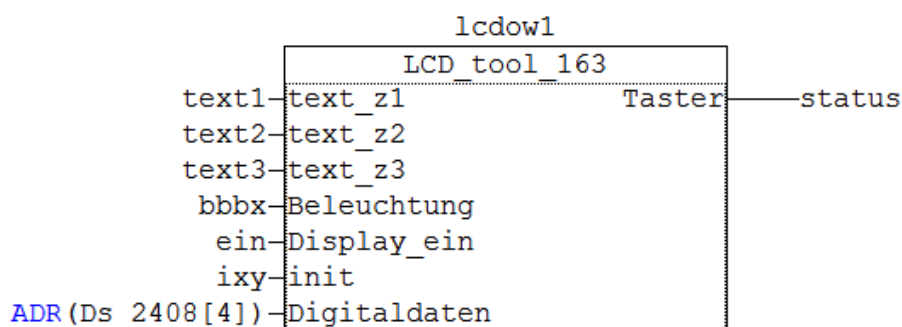 lcdow1
LCD_tool_163
text1 text_z1 Taster status
text2 text_z2
text3 text_z3
bbbx Beleuchtung
ein Display_ein
ixy init
ADR(Ds 2408[4]) Digitaldaten